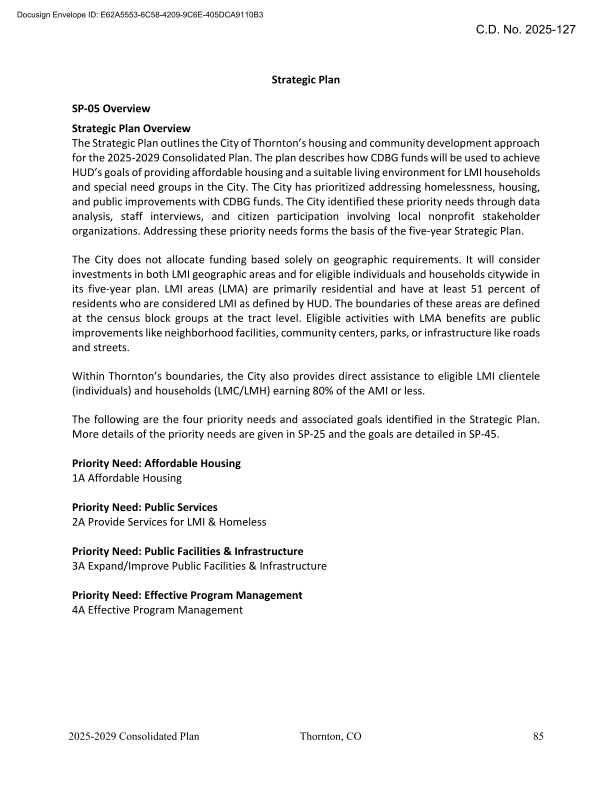 Docusign Envelope ID: E62A5553-6C58-4209-9C6E-405DCA9110B3
C.D. No. 2025-127
Strategic Plan
SP-05 Overview
Strategic Plan Overview
The Strategic Plan outlines the City of Thornton's housing and community development approach
for the 2025-2029 Consolidated Plan. The plan describes how CDBG funds will be used to achieve
HUD's goals of providing affordable housing and a suitable living environment for LMI households
and special need groups in the City. The City has prioritized addressing homelessness, housing,
and public improvements with CDBG funds. The City identified these priority needs through data
analysis, staff interviews, and citizen participation involving local nonprofit stakeholder
organizations. Addressing these priority needs forms the basis of the five-year Strategic Plan.
The City does not allocate funding based solely on geographic requirements. It will consider
investments in both LMI geographic areas and for eligible individuals and households citywide in
its five-year plan. LMI areas (LMA) are primarily residential and have at least 51 percent of
residents who are considered LMI as defined by HUD. The boundaries of these areas are defined
at the census block groups at the tract level. Eligible activities with LMA benefits are public
improvements like neighborhood facilities, community centers, parks, or infrastructure like roads
and streets.
Within Thornton's boundaries, the City also provides direct assistance to eligible LMI clientele
(individuals) and households (LMC/LMH) earning 80% of the AMI or less.
The following are the four priority needs and associated goals identified in the Strategic Plan.
More details of the priority needs are given in SP-25 and the goals are detailed in SP-45.
Priority Need: Affordable Housing
1A Affordable Housing
Priority Need: Public Services
2A Provide Services for LMI & Homeless
Priority Need: Public Facilities & Infrastructure
3A Expand/Improve Public Facilities & Infrastructure
Priority Need: Effective Program Management
4A Effective Program Management
2025-2029 Consolidated Plan Thornton, CO 85